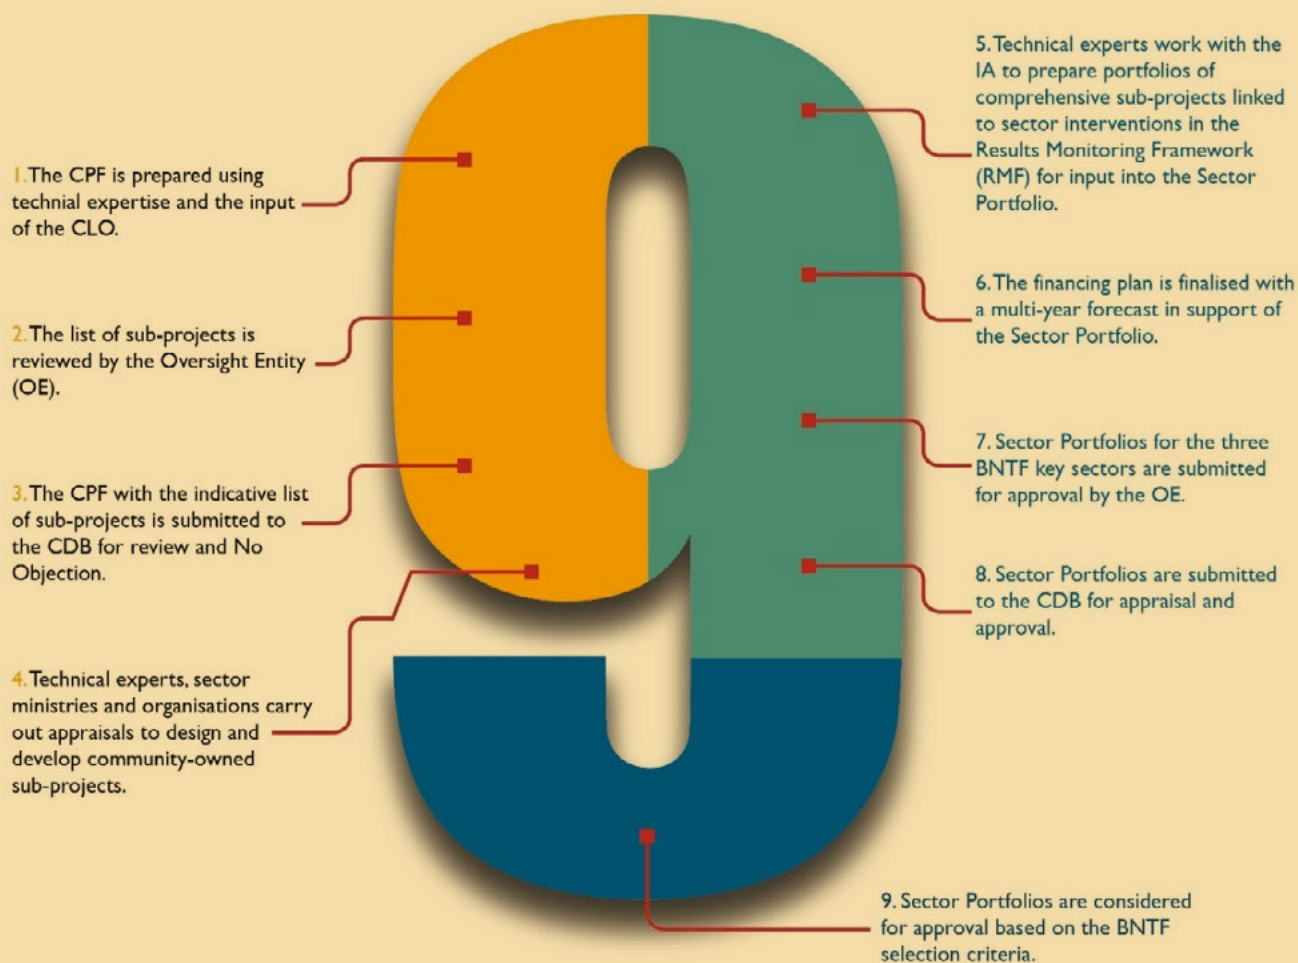 1. The CPF is prepared using
technial expertise and the input
of the CLO.
2. The list of sub-projects is
reviewed by the Oversight Entity
(OE).
3. The CPF with the indicative list
of sub-projects is submitted to
the CDB for review and No
Objection.
4. Technical experts, sector
ministries and organisations carry
out appraisals to design and
develop community-owned
sub-projects.
5. Technical experts work with the
IA to prepare portfolios of
comprehensive sub-projects linked
to sector interventions in the
Results Monitoring Framework
(RMF) for input into the Sector
Portfolio.
6. The financing plan is finalised with
a multi-year forecast in support of
the Sector Portfolio.
7. Sector Portfolios for the three
BNTF key sectors are submitted
for approval by the OE.
8. Sector Portfolios are submitted
to the CDB for appraisal and
approval.
9
9. Sector Portfolios are considered
for approval based on the BNTF
selection criteria.